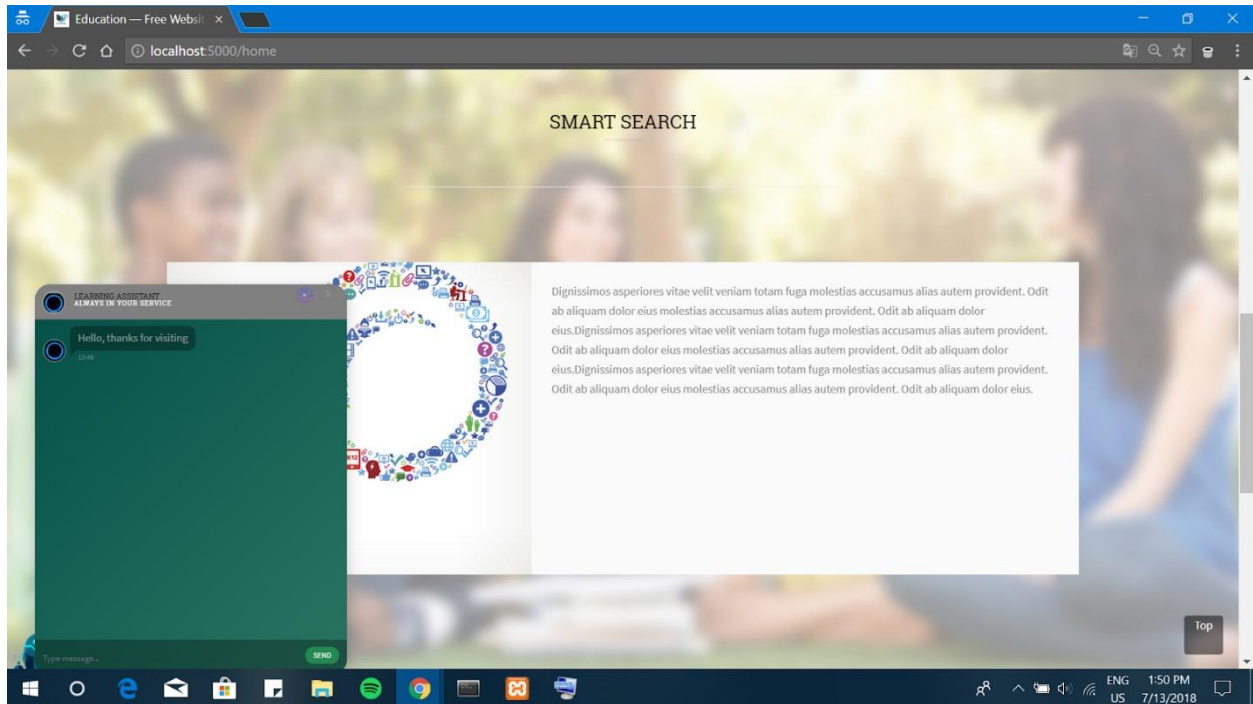 Education — Free Websit
localhost:5000/home
SMART SEARCH
LEARNING ASSISTANT
ALWAYS IN YOUR SERVICE
X
Hello, thanks for visiting
13:48
Dignissimos asperiores vitae velit veniam totam fuga molestias accusamus alias autem provident. Odit
ab aliquam dolor eius molestias accusamus alias autem provident. Odit ab aliquam dolor
eius.Dignissimos asperiores vitae velit veniam totam fuga molestias accusamus alias autem provident.
Odit ab aliquam dolor eius molestias accusamus alias autem provident. Odit ab aliquam dolor
eius.Dignissimos asperiores vitae velit veniam totam fuga molestias accusamus alias autem provident.
Odit ab aliquam dolor eius molestias accusamus alias autem provident. Odit ab aliquam dolor eius.
K12
Type message...
SEND
Top
ENG
US
1:50 PM
7/13/2018